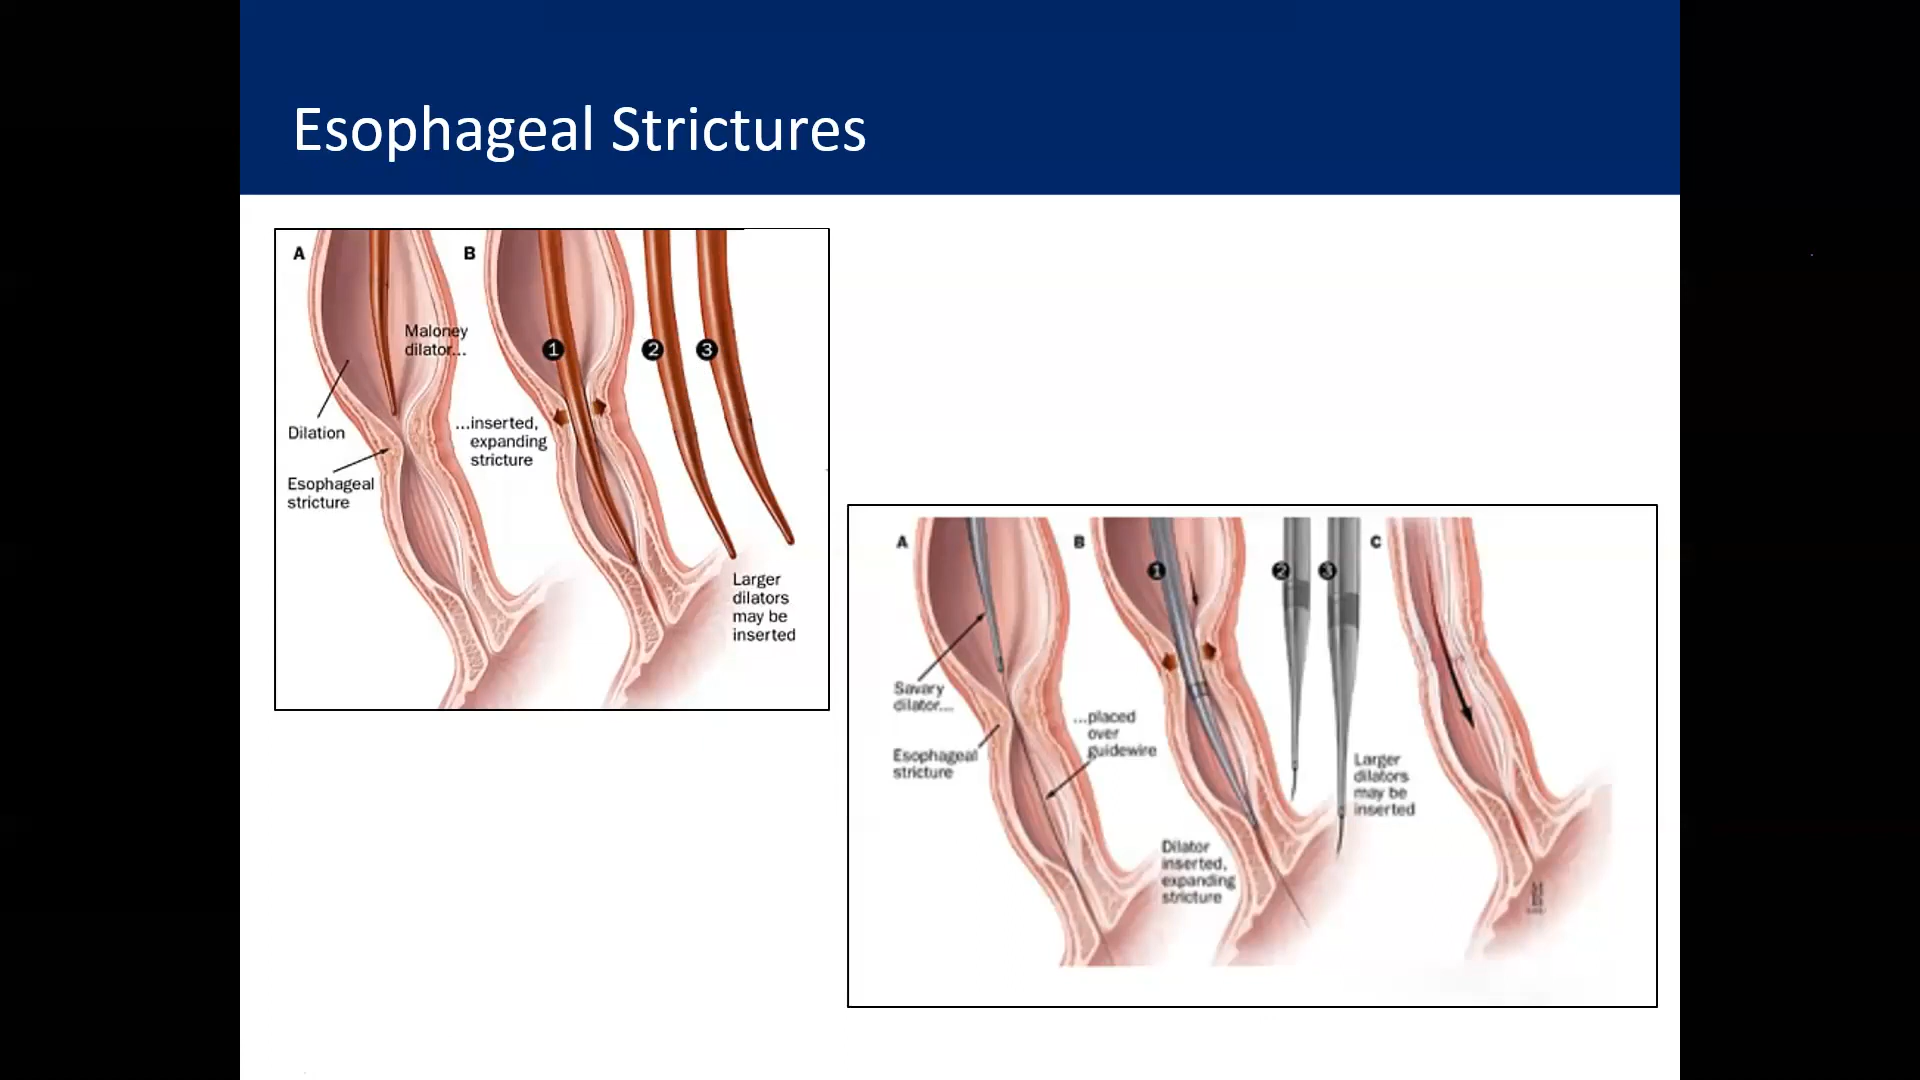 Esophageal Strictures
A
B
Maloney
dilator...
1
2
3
Dilation
...inserted,
expanding
stricture
Esophageal
stricture
Larger
dilators
may be
inserted
A
B
C
1
2
3
Savary
dilator...
...placed
over
guidewire
Esophageal
stricture
Larger
dilators
may be
inserted
Dilator
inserted,
expanding
stricture